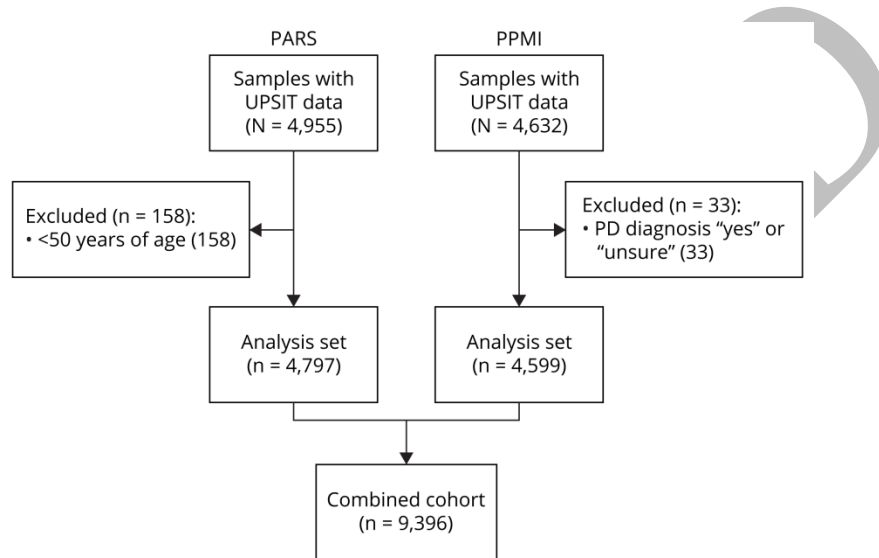 PARS
PPMI
Samples with
UPSIT data
(N = 4,955)
Samples with
UPSIT data
(N = 4,632)
Excluded (n = 158):
• <50 years of age (158)
Excluded (n = 33):
• PD diagnosis “yes” or
“unsure” (33)
Analysis set
(n = 4,797)
Analysis set
(n = 4,599)
Combined cohort
(n = 9,396)